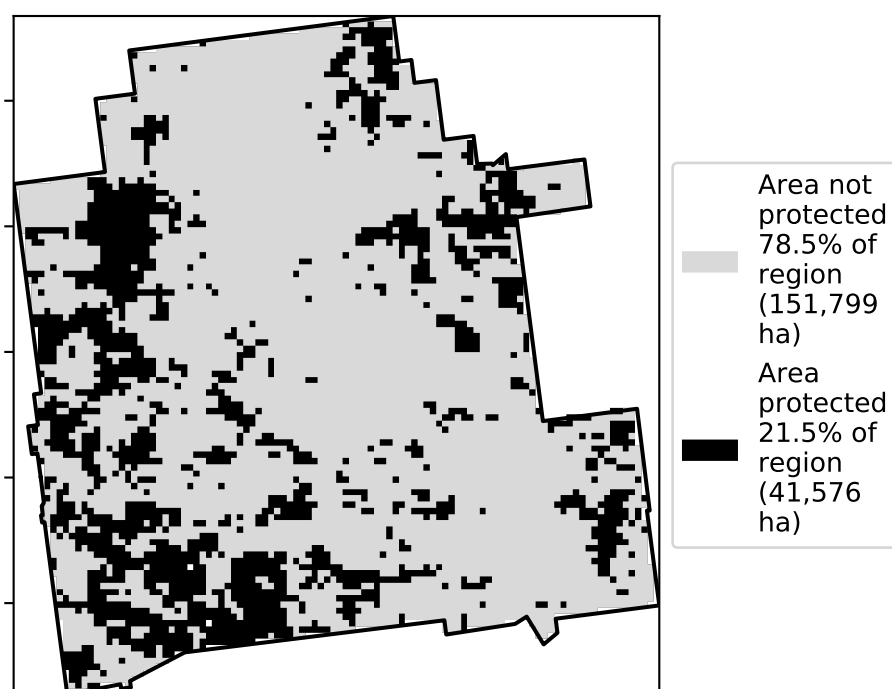 Area not
protected
78.5% of
region
(151,799
ha)
Area
protected
21.5% of
region
(41,576
ha)